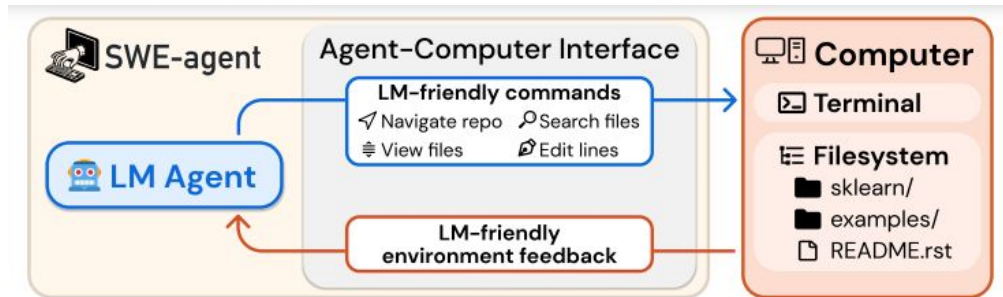 SWE-agent
Agent-Computer Interface
LM-friendly commands
Navigate repo Search files
View files Edit lines
LM Agent
LM-friendly
environment feedback
Computer
Terminal
Filesystem
sklearn/
examples/
README.rst